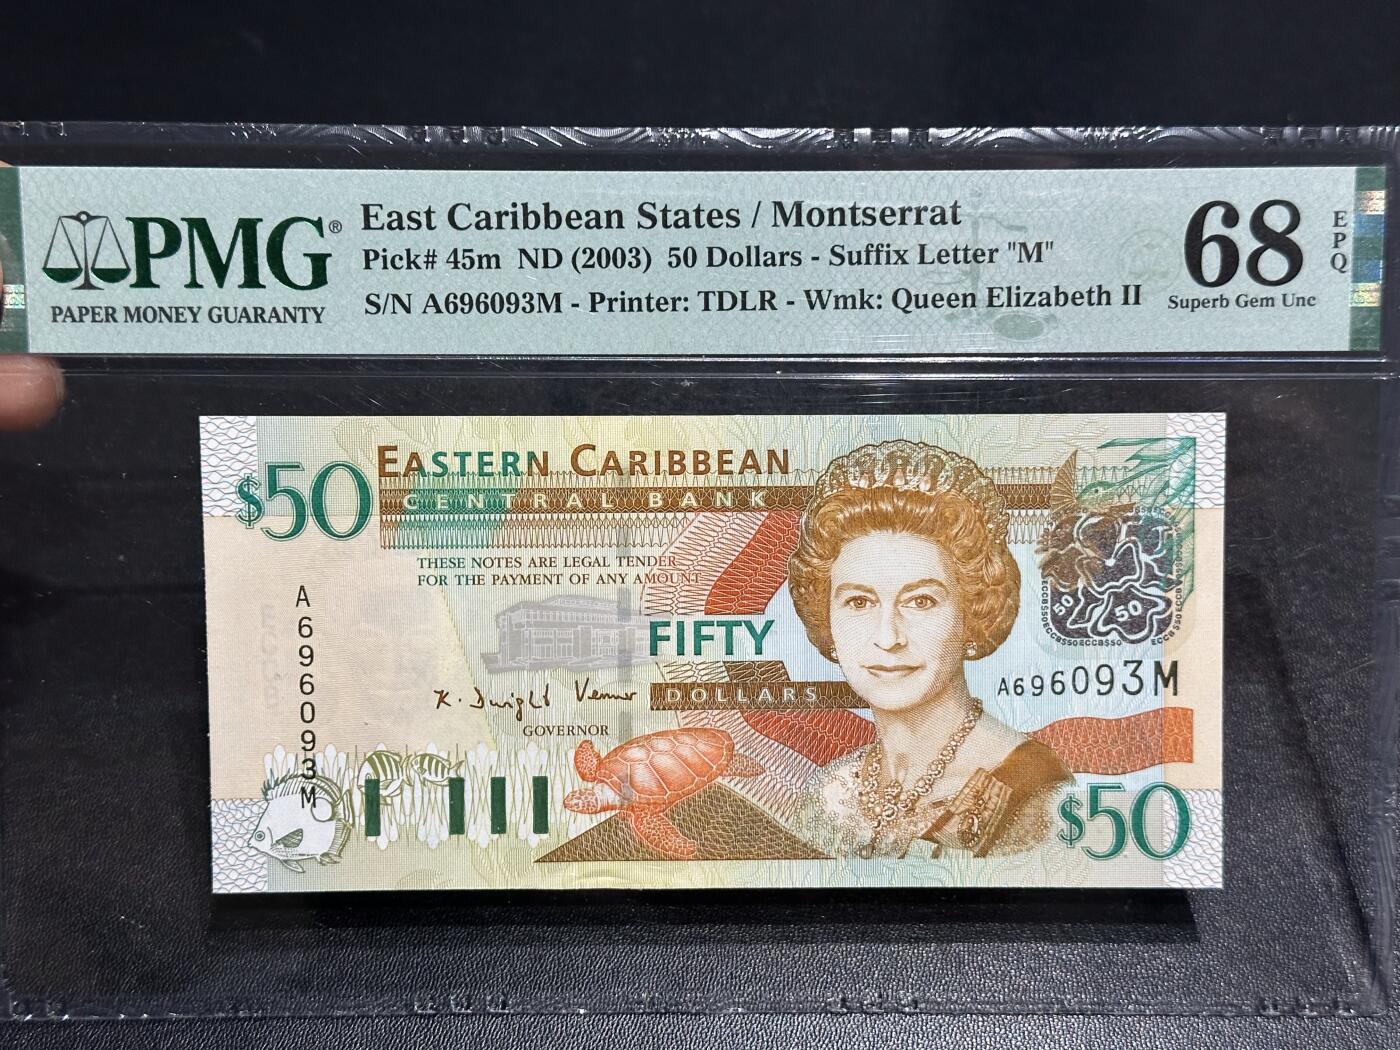 PMG®
PAPER MONEY GUARANTY
East Caribbean States / Montserrat
Pick# 45m ND (2003) 50 Dollars - Suffix Letter "M"
S/N A696093M - Printer: TDLR - Wmk: Queen Elizabeth II
68
EPQ
Superb Gem Unc
$50
EASTERN CARIBBEAN
CENTRAL BANK
THESE NOTES ARE LEGAL TENDER
FOR THE PAYMENT OF ANY AMOUNT
A696093M
FIFTY
DOLLARS
K. Dwight Venner
GOVERNOR
50
50
A696093M
$50